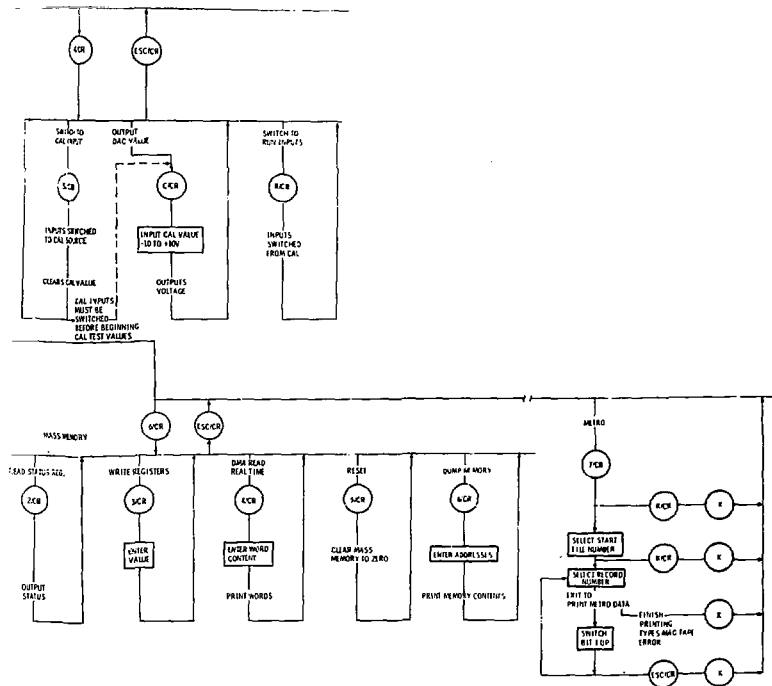 4/CR
ESC/CR
SWITCH TO
CAL INPUT
OUTPUT
DAC VALUE
SWITCH TO
RUN INPUTS
S/CR
C/CR
R/CR
INPUTS SWITCHED
TO CAL SOURCE
INPUT CAL VALUE
-10 TO +10V
INPUTS
SWITCHED
FROM CAL
CLEARS CAL VALUE
OUTPUTS
VOLTAGE
CAL INPUTS
MUST BE
SWITCHED
BEFORE BEGINNING
CAL TEST VALUES
6/CR
ESC/CR
METRO
MASS MEMORY
7/CR
READ STATUS REG.
WRITE REGISTERS
DMA READ
REAL TIME
RESET
DUMP MEMORY
2/CR
3/CR
4/CR
5/CR
6/CR
R/CR
K
ENTER
VALUE
ENTER WORD
CONTENT
CLEAR MASS
MEMORY TO ZERO
ENTER ADDRESSES
SELECT START
FILE NUMBER
R/CR
K
SELECT RECORD
NUMBER
OUTPUT
STATUS
PRINT WORDS
PRINT MEMORY CONTENTS
EXIT TO
PRINT METRO DATA
FINISH
PRINTING
TYPES MAG TAPE
ERROR
K
SWITCH
BIT 1 UP
ESC/CR
K